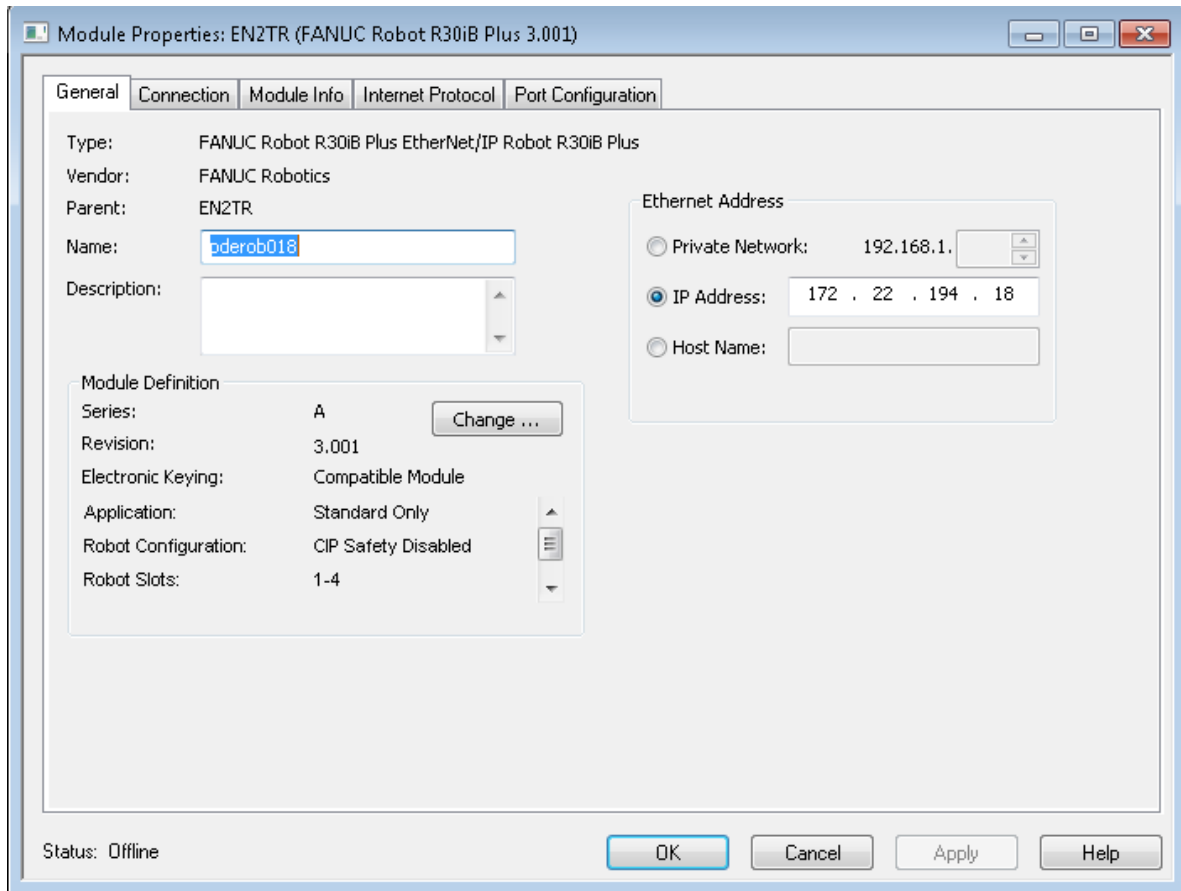 Module Properties: EN2TR (FANUC Robot R30iB Plus 3.001)
General Connection Module Info Internet Protocol Port Configuration
Type: FANUC Robot R30iB Plus EtherNet/IP Robot R30iB Plus
Vendor: FANUC Robotics
Parent: EN2TR
Name: pderob018
Description:
Ethernet Address
Private Network: 192.168.1.
IP Address: 172 . 22 . 194 . 18
Host Name:
Module Definition
Series: A
Change ...
Revision: 3.001
Electronic Keying: Compatible Module
Application: Standard Only
Robot Configuration: CIP Safety Disabled
Robot Slots: 1-4
Status: Offline
OK Cancel Apply Help